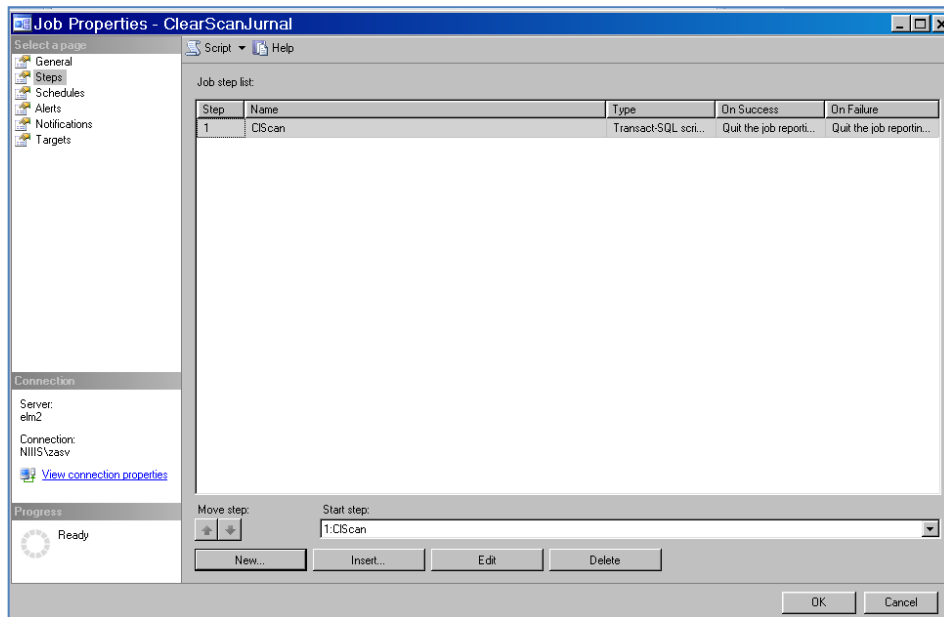 Job Properties - ClearScanJurnal
Select a page
General
Steps
Schedules
Alerts
Notifications
Targets
Script Help
Job step list:
Step Name Type On Success On Failure
1 ClScan Transact-SQL scri... Quit the job reporti... Quit the job reportin...
Connection
Server:
elm2
Connection:
NIIIS\zasv
View connection properties
Progress
Ready
Move step: Start step:
1:ClScan
New... Insert... Edit Delete
OK Cancel